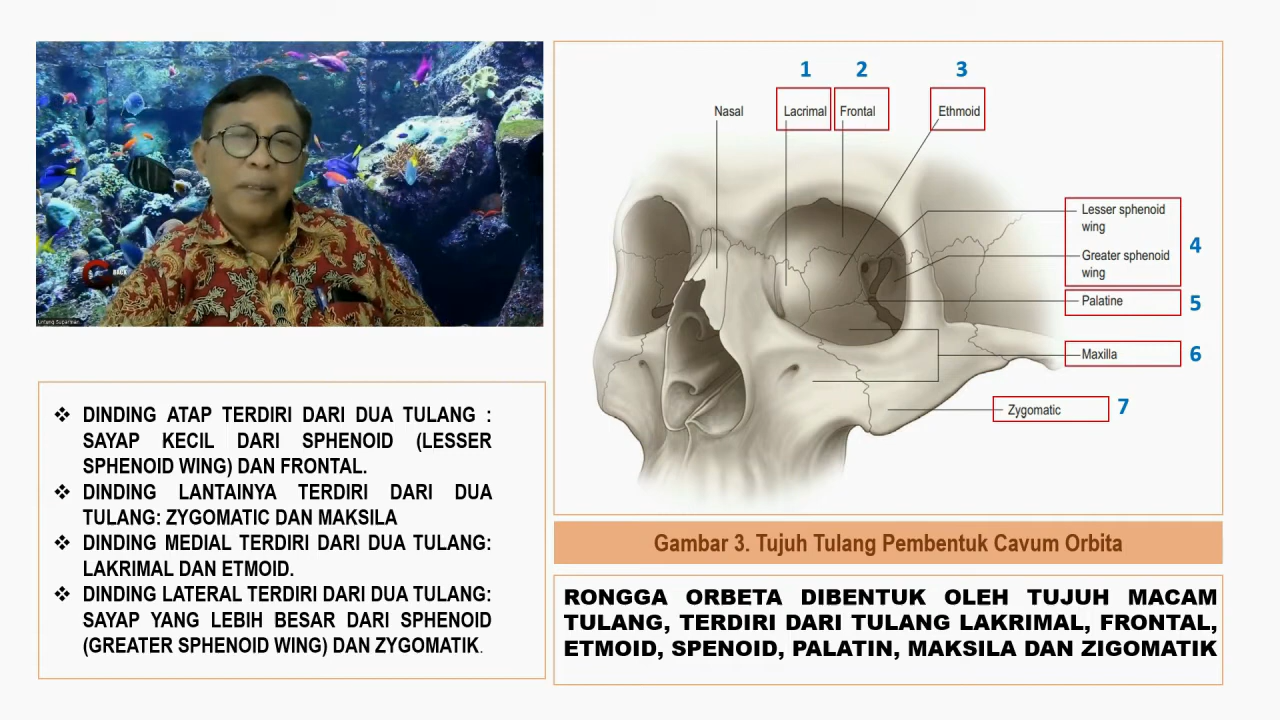 BACK
Lintang Suparman
❖ DINDING ATAP TERDIRI DARI DUA TULANG :
SAYAP KECIL DARI SPHENOID (LESSER
SPHENOID WING) DAN FRONTAL.
❖ DINDING LANTAINYA TERDIRI DARI DUA
TULANG: ZYGOMATIC DAN MAKSILA
❖ DINDING MEDIAL TERDIRI DARI DUA TULANG:
LAKRIMAL DAN ETMOID.
❖ DINDING LATERAL TERDIRI DARI DUA TULANG:
SAYAP YANG LEBIH BESAR DARI SPHENOID
(GREATER SPHENOID WING) DAN ZYGOMATIK.
1 2 3
Nasal Lacrimal Frontal Ethmoid
Lesser sphenoid
wing
4
Greater sphenoid
wing
Palatine 5
Maxilla 6
Zygomatic 7
Gambar 3. Tujuh Tulang Pembentuk Cavum Orbita
RONGGA ORBETA DIBENTUK OLEH TUJUH MACAM
TULANG, TERDIRI DARI TULANG LAKRIMAL, FRONTAL,
ETMOID, SPENOID, PALATIN, MAKSILA DAN ZIGOMATIK